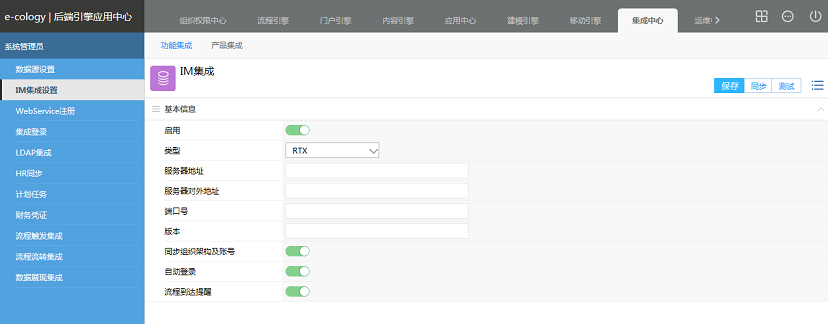 e-cology | 后端引擎应用中心
组织权限中心 流程引擎 门户引擎 内容引擎 应用中心 建模引擎 移动引擎 集成中心
系统管理员
功能集成 产品集成
数据源设置
IM集成设置
WebService注册
集成登录
LDAP集成
HR同步
计划任务
财务凭证
流程触发集成
流程流转集成
数据展现集成
IM集成
保存 同步 测试
基本信息
启用
类型 RTX
服务器地址
服务器对外地址
端口号
版本
同步组织架构及账号
自动登录
流程到达提醒